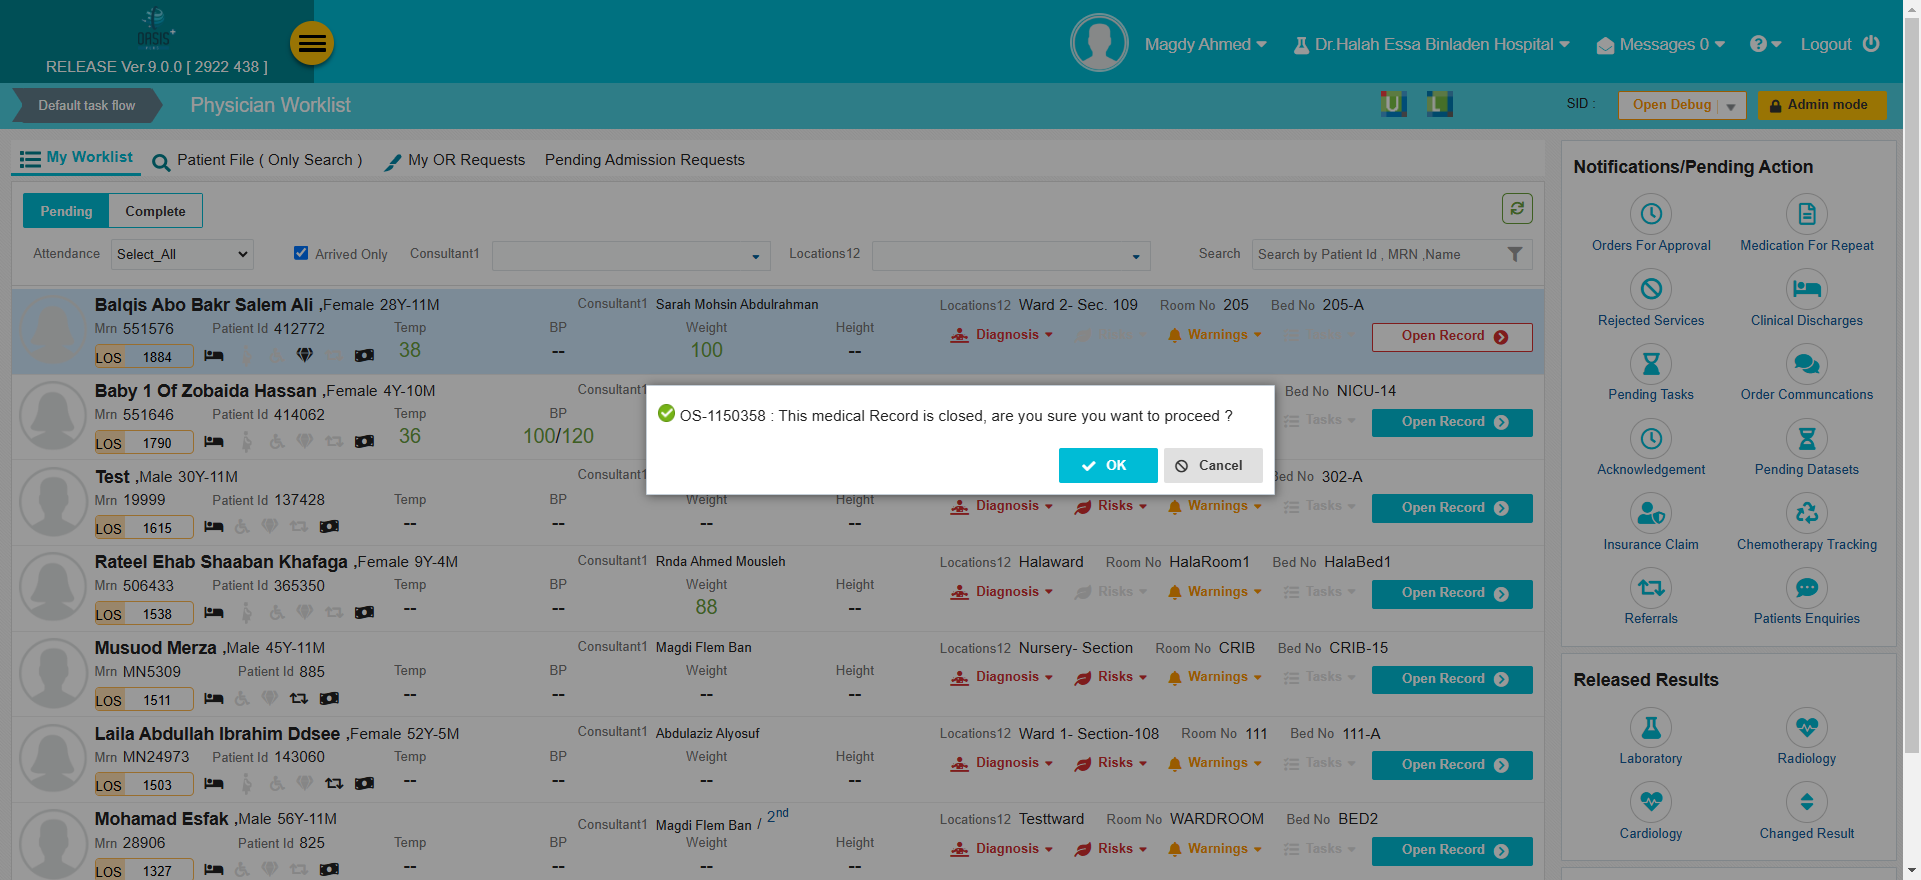 OASIS+
RELEASE Ver.9.0.0 [ 2922 438 ]
Magdy Ahmed
Dr.Halah Essa Binladen Hospital
Messages 0
Logout
Default task flow
Physician Worklist
U
L
SID :
Open Debug
Admin mode
My Worklist
Patient File ( Only Search )
My OR Requests
Pending Admission Requests
Pending
Complete
Attendance
Select_All
Arrived Only
Consultant1
Locations12
Search
Search by Patient Id , MRN ,Name
Balqis Abo Bakr Salem Ali ,Female 28Y-11M
Consultant1 Sarah Mohsin Abdulrahman
Locations12 Ward 2- Sec. 109 Room No 205 Bed No 205-A
Mrn 551576 Patient Id 412772 Temp BP Weight Height
Diagnosis Risks Warnings Tasks Open Record
LOS 1884 38 -- 100 --
Baby 1 Of Zobaida Hassan ,Female 4Y-10M
Consultant1
Bed No NICU-14
Mrn 551646 Patient Id 414062 Temp BP
Tasks Open Record
LOS 1790 36 100/120
OS-1150358 : This medical Record is closed, are you sure you want to proceed ?
OK
Cancel
Test ,Male 30Y-11M
Consultant1
Bed No 302-A
Mrn 19999 Patient Id 137428 Temp BP Weight Height
Diagnosis Risks Warnings Tasks Open Record
LOS 1615 -- -- -- --
Rateel Ehab Shaaban Khafaga ,Female 9Y-4M
Consultant1 Rnda Ahmed Mousleh
Locations12 Halaward Room No HalaRoom1 Bed No HalaBed1
Mrn 506433 Patient Id 365350 Temp BP Weight Height
Diagnosis Risks Warnings Tasks Open Record
LOS 1538 -- -- 88 --
Musuod Merza ,Male 45Y-11M
Consultant1 Magdi Flem Ban
Locations12 Nursery- Section Room No CRIB Bed No CRIB-15
Mrn MN5309 Patient Id 885 Temp BP Weight Height
Diagnosis Risks Warnings Tasks Open Record
LOS 1511 -- -- -- --
Laila Abdullah Ibrahim Ddsee ,Female 52Y-5M
Consultant1 Abdulaziz Alyosuf
Locations12 Ward 1- Section-108 Room No 111 Bed No 111-A
Mrn MN24973 Patient Id 143060 Temp BP Weight Height
Diagnosis Risks Warnings Tasks Open Record
LOS 1503 -- -- -- --
Mohamad Esfak ,Male 56Y-11M
Consultant1 Magdi Flem Ban / 2nd
Locations12 Testtward Room No WARDROOM Bed No BED2
Mrn 28906 Patient Id 825 Temp BP Weight Height
Diagnosis Risks Warnings Tasks Open Record
LOS 1327 -- -- -- --
Notifications/Pending Action
Orders For Approval
Medication For Repeat
Rejected Services
Clinical Discharges
Pending Tasks
Order Communcations
Acknowledgement
Pending Datasets
Insurance Claim
Chemotherapy Tracking
Referrals
Patients Enquiries
Released Results
Laboratory
Radiology
Cardiology
Changed Result